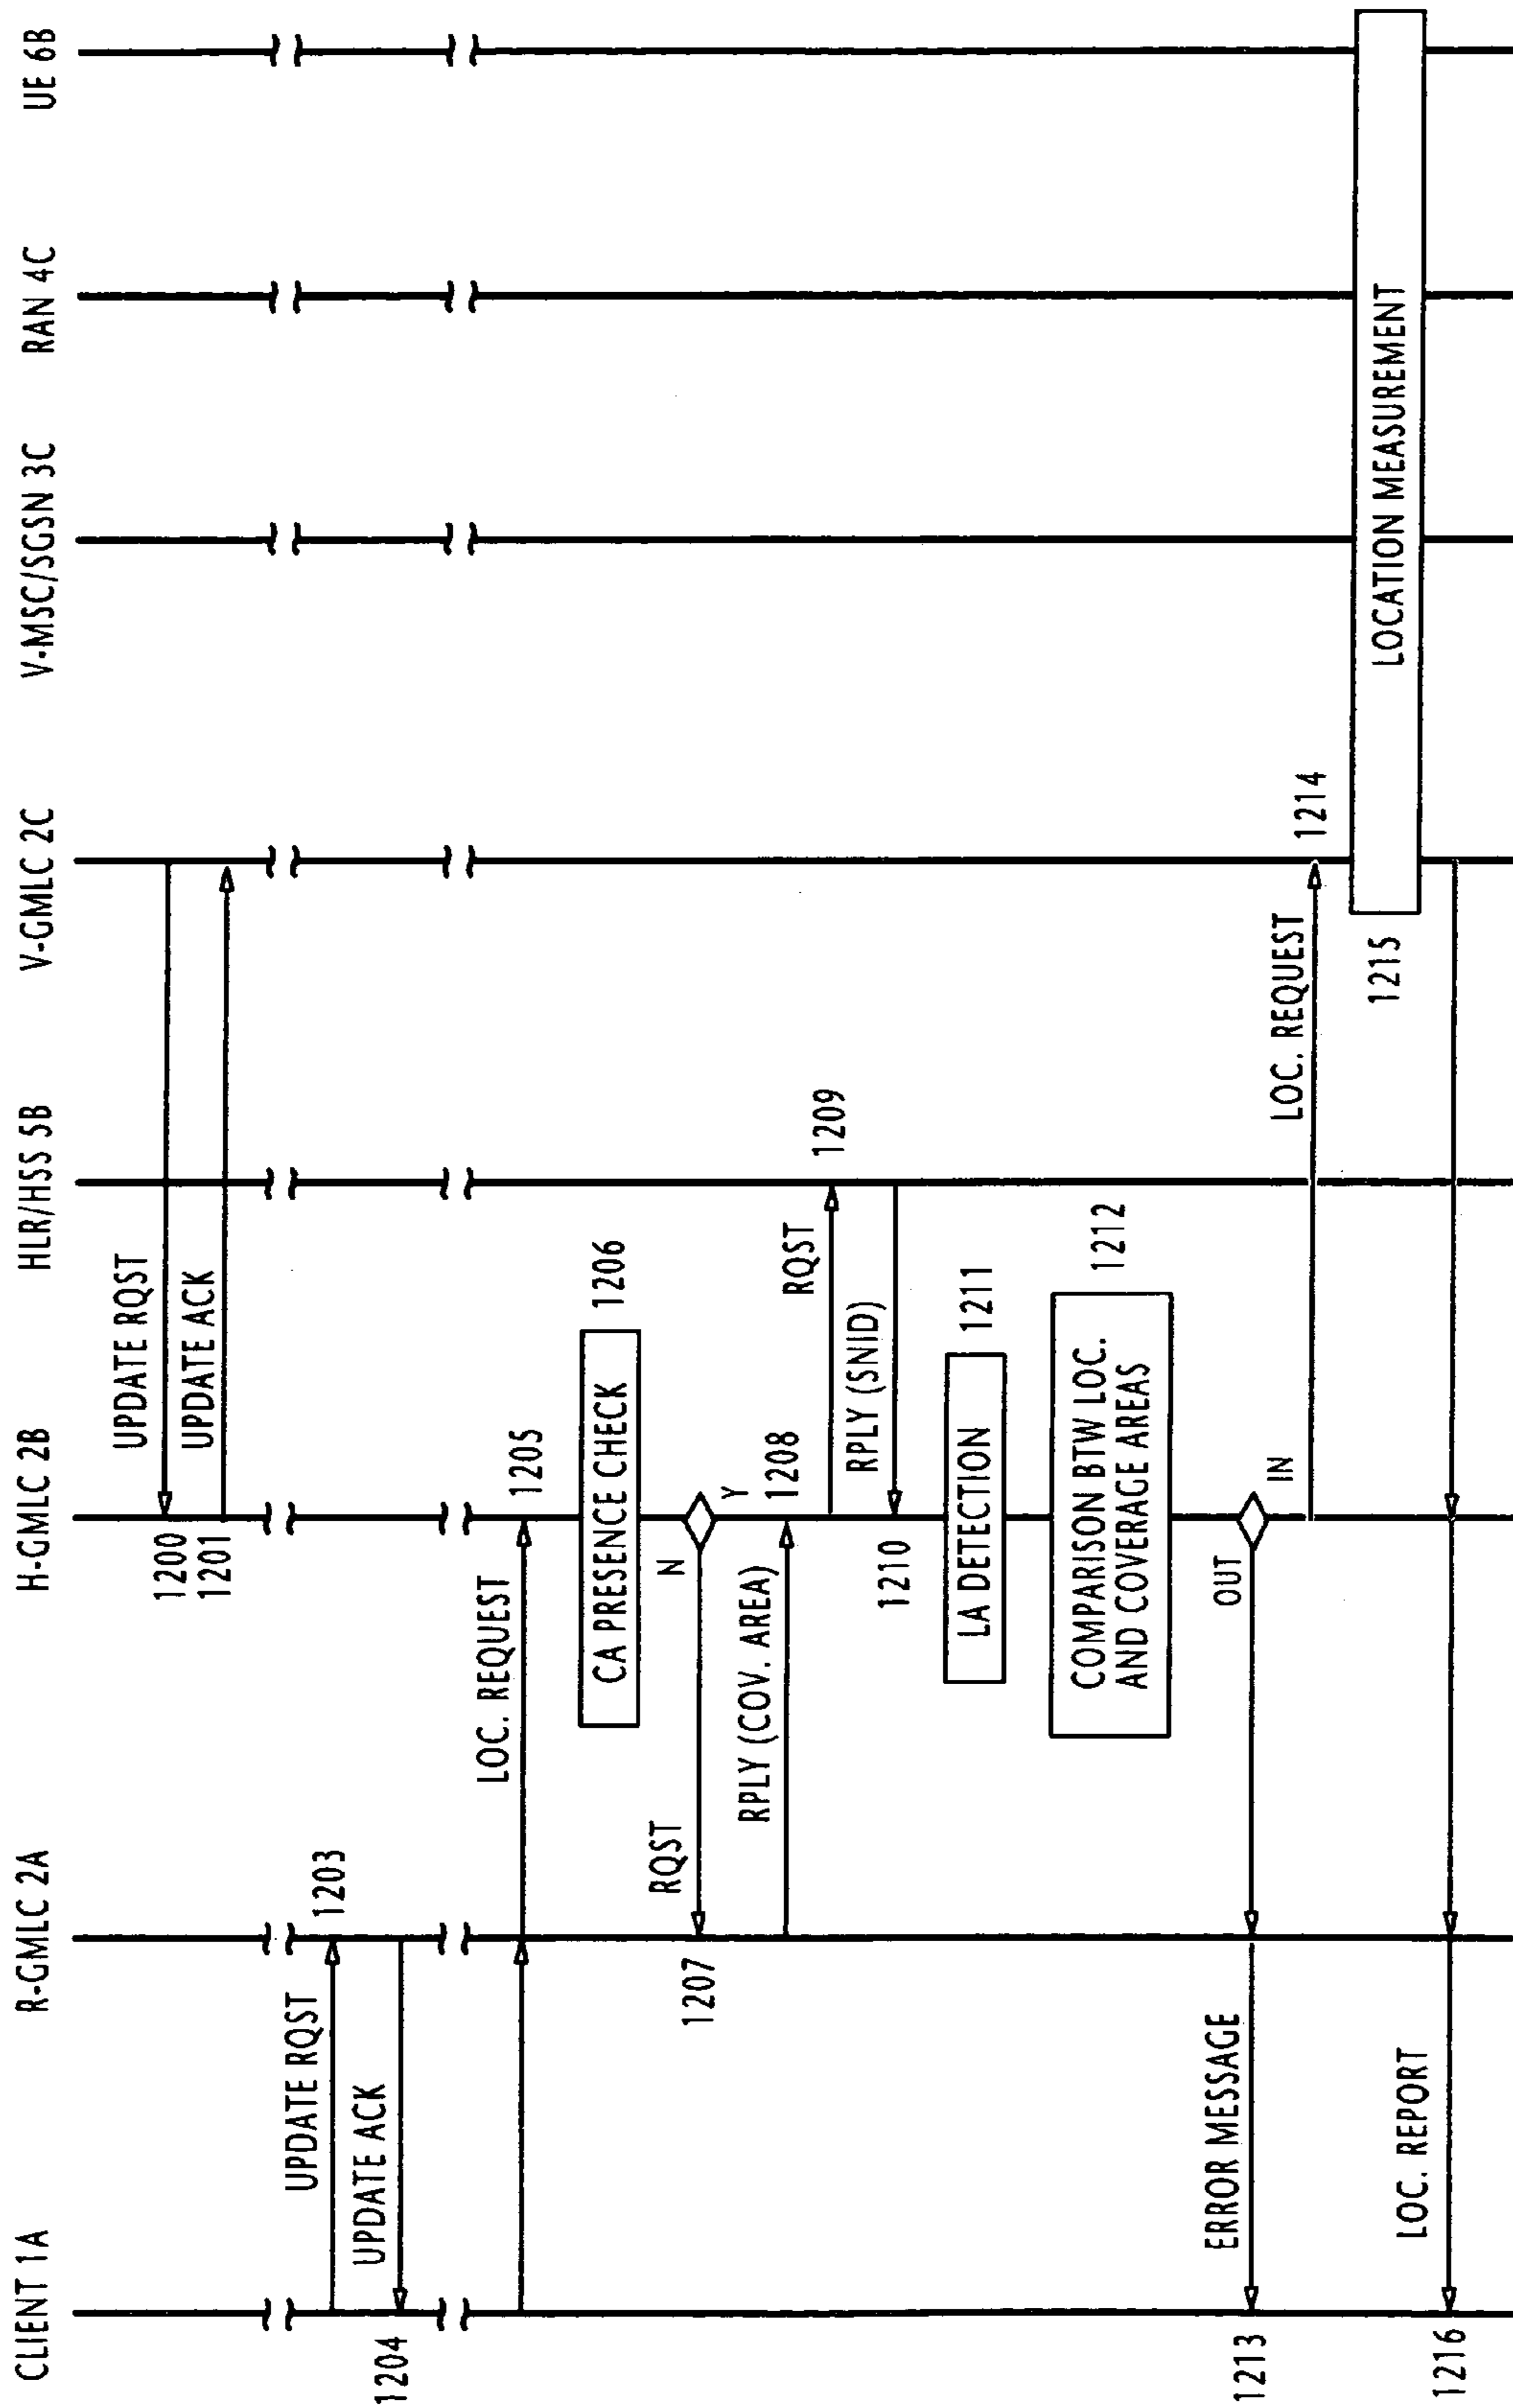 CLIENT 1A
R-GMLC 2A
H-GMLC 2B
HLR/HSS 5B
V-GMLC 2C
V-MSC/SGSN 3C
RAN 4C
UE 6B
UPDATE RQST
1200
UPDATE ACK
1201
UPDATE RQST
1203
UPDATE ACK
1204
LOC. REQUEST
1205
CA PRESENCE CHECK
1206
N
Y
RQST
1207
RPLY (COV. AREA)
1208
RQST
1209
RPLY (SNID)
1210
LA DETECTION
1211
COMPARISON BTW LOC.
AND COVERAGE AREAS
1212
OUT
IN
ERROR MESSAGE
1213
LOC. REQUEST
1214
LOCATION MEASUREMENT
1215
LOC. REPORT
1216